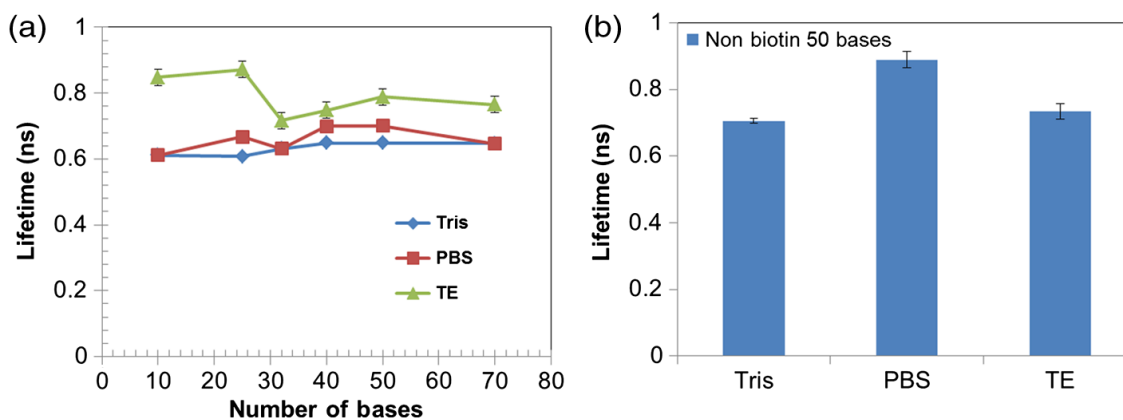 (a)
1
0.8
0.6
0.4
0.2
0
Lifetime (ns)
Tris
PBS
TE
0 10 20 30 40 50 60 70 80
Number of bases
(b)
1
0.8
0.6
0.4
0.2
0
Lifetime (ns)
Non biotin 50 bases
Tris PBS TE